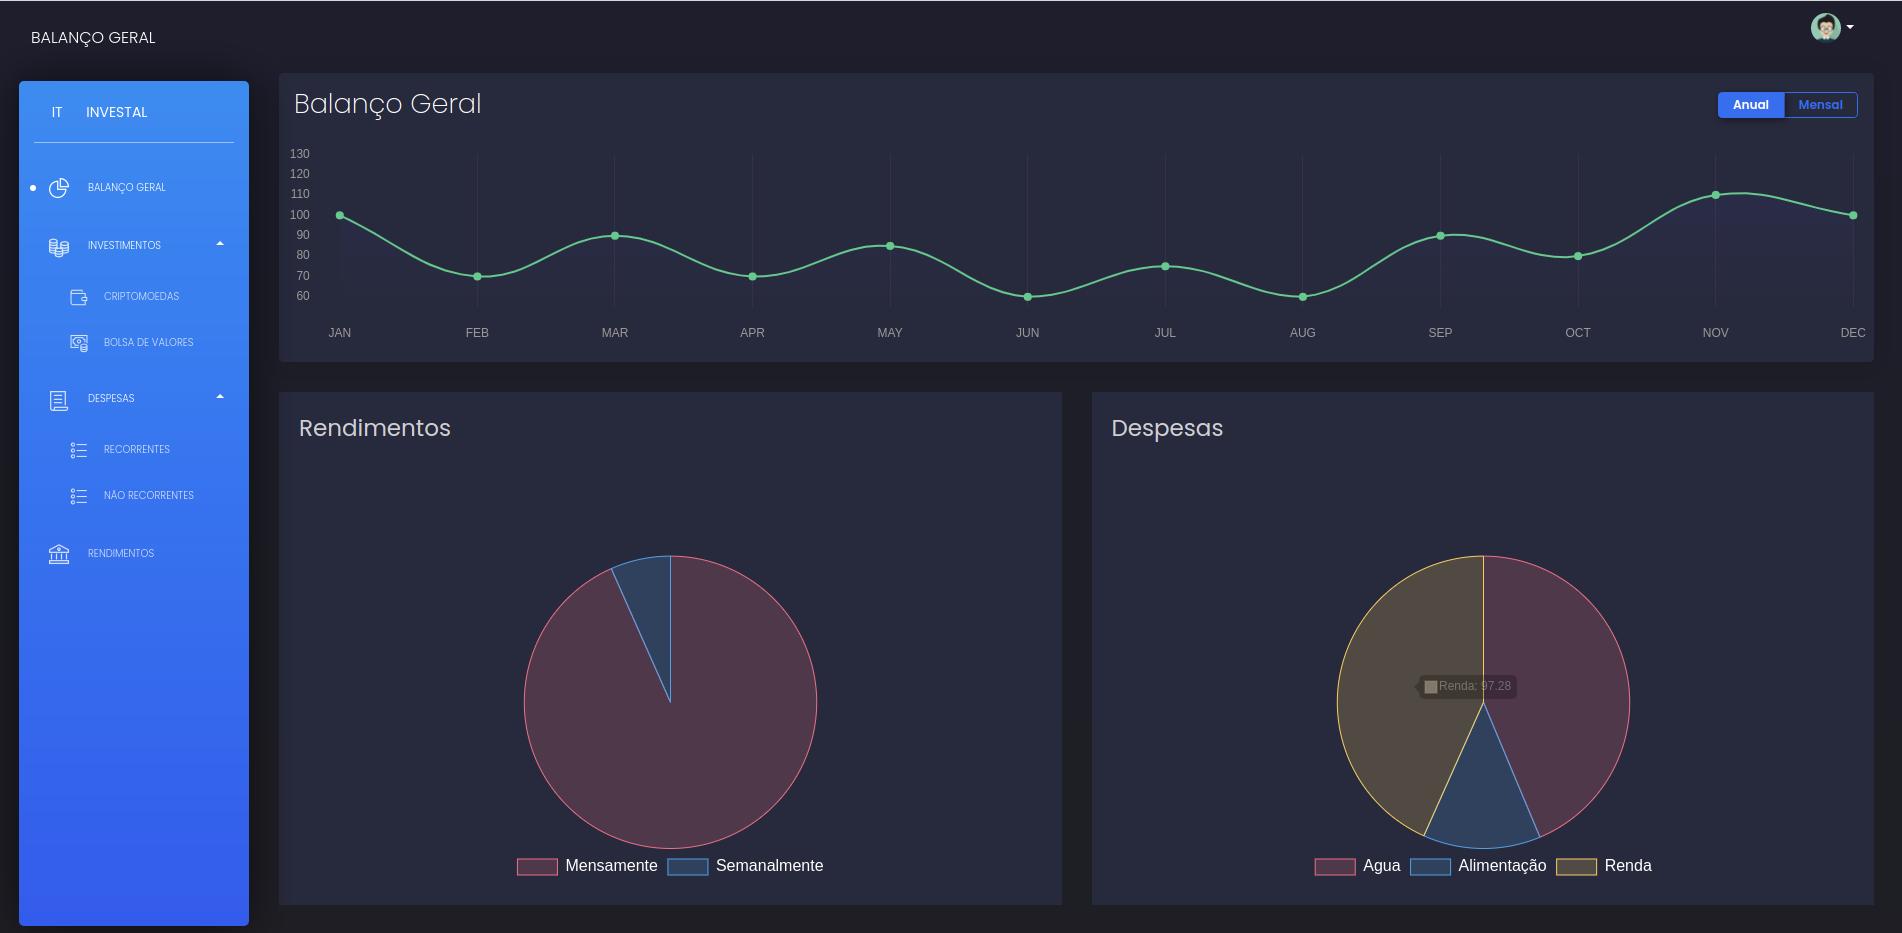 BALANÇO GERAL
IT INVESTAL
BALANÇO GERAL
INVESTIMENTOS
CRIPTOMOEDAS
BOLSA DE VALORES
DESPESAS
RECORRENTES
NÃO RECORRENTES
RENDIMENTOS
Balanço Geral
Anual Mensal
130
120
110
100
90
80
70
60
JAN FEB MAR APR MAY JUN JUL AUG SEP OCT NOV DEC
Rendimentos
Mensamente Semanalmente
Despesas
Renda: 97.28
Agua Alimentação Renda